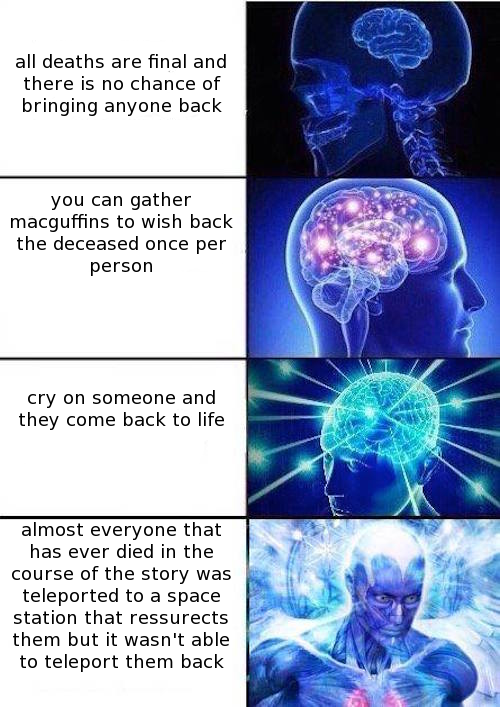 all deaths are final and
there is no chance of
bringing anyone back
you can gather
macguffins to wish back
the deceased once per
person
cry on someone and
they come back to life
almost everyone that
has ever died in the
course of the story was
teleported to a space
station that ressurects
them but it wasn't able
to teleport them back